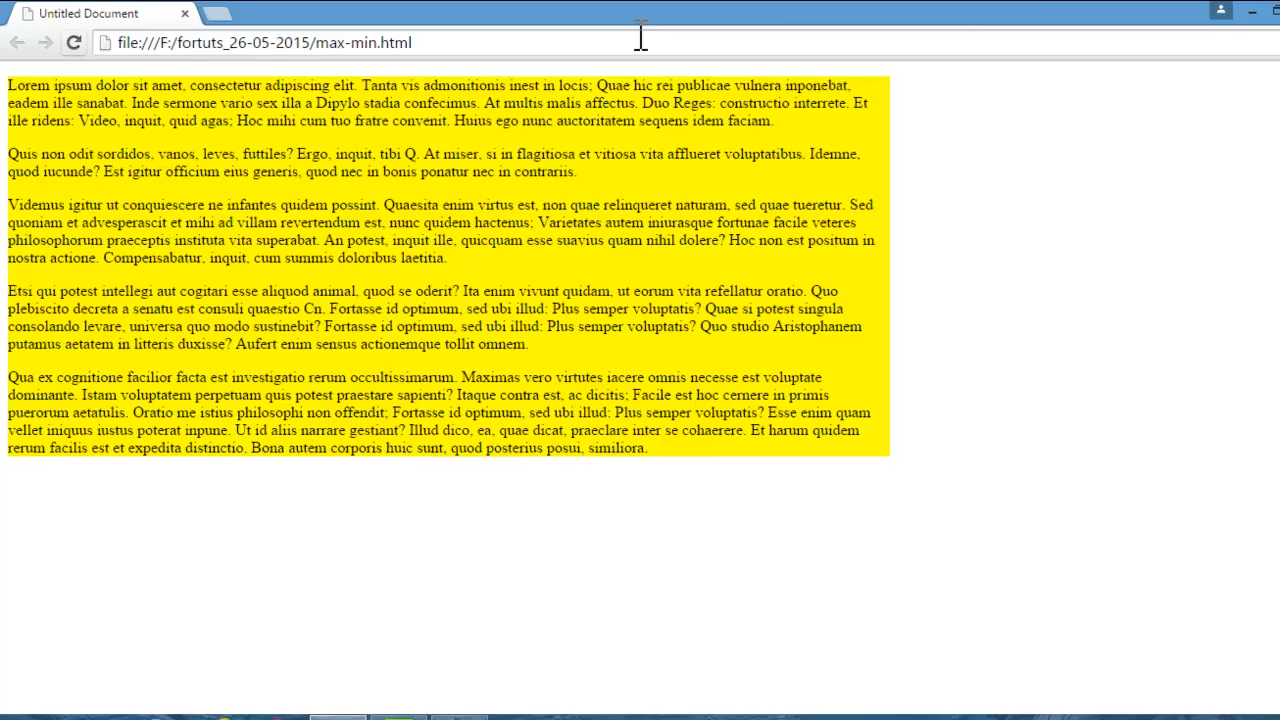 Untitled Document
file:///F:/fortuts_26-05-2015/max-min.html
Lorem ipsum dolor sit amet, consectetur adipiscing elit. Tanta vis admonitionis inest in locis; Quae hic rei publicae vulnera inponebat,
eadem ille sanabat. Inde sermone vario sex illa a Dipylo stadia confecimus. At multis malis affectus. Duo Reges: constructio interrete. Et
ille ridens: Video, inquit, quid agas; Hoc mihi cum tuo fratre convenit. Huius ego nunc auctoritatem sequens idem faciam.
Quis non odit sordidos, vanos, leves, futtiles? Ergo, inquit, tibi Q. At miser, si in flagitiosa et vitiosa vita afflueret voluptatibus. Idemne,
quod iucunde? Est igitur officium eius generis, quod nec in bonis ponatur nec in contrariis.
Videmus igitur ut conquiescere ne infantes quidem possint. Quaesita enim virtus est, non quae relinqueret naturam, sed quae tueretur. Sed
quoniam et advesperascit et mihi ad villam revertendum est, nunc quidem hactenus; Varietates autem iniurasque fortunae facile veteres
philosophorum praeceptis instituta vita superabat. An potest, inquit ille, quicquam esse suavius quam nihil dolere? Hoc non est positum in
nostra actione. Compensabatur, inquit, cum summis doloribus laetitia.
Etsi qui potest intellegi aut cogitari esse aliquod animal, quod se oderit? Ita enim vivunt quidam, ut eorum vita refellatur oratio. Quo
plebiscito decreta a senatu est consuli quaestio Cn. Fortasse id optimum, sed ubi illud: Plus semper voluptatis? Quae si potest singula
consolando levare, universa quo modo sustinebit? Fortasse id optimum, sed ubi illud: Plus semper voluptatis? Quo studio Aristophanem
putamus aetatem in litteris duxisse? Aufert enim sensus actionemque tollit omnem.
Qua ex cognitione facilior facta est investigatio rerum occultissimarum. Maximas vero virtutes iacere omnis necesse est voluptate
dominante. Istam voluptatem perpetuam quis potest praestare sapienti? Itaque contra est, ac dicitis; Facile est hoc cernere in primis
puerorum aetatulis. Oratio me istius philosophi non offendit; Fortasse id optimum, sed ubi illud: Plus semper voluptatis? Esse enim quam
vellet iniquus iustus poterat inpune. Ut id aliis narrare gestiant? Illud dico, ea, quae dicat, praeclare inter se cohaerere. Et harum quidem
rerum facilis est et expedita distinctio. Bona autem corporis huic sunt, quod posterius posui, similiora.